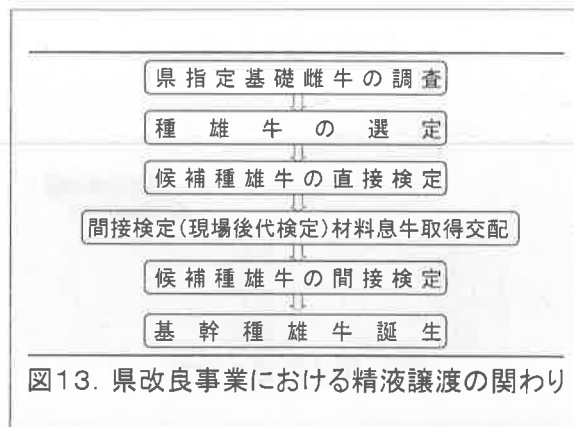 県指定基礎雌牛の調査
種雄牛の選定
候補種雄牛の直接検定
間接検定(現場後代検定)材料息牛取得交配
候補種雄牛の間接検定
基幹種雄牛誕生
図13. 県改良事業における精液譲渡の関わり